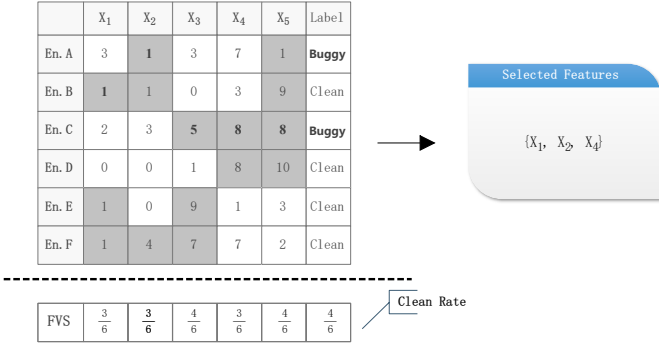 X1 X2 X3 X4 X5 Label
En. A 3 1 3 7 1 Buggy
En. B 1 1 0 3 9 Clean
En. C 2 3 5 8 8 Buggy
En. D 0 0 1 8 10 Clean
En. E 1 0 9 1 3 Clean
En. F 1 4 7 7 2 Clean
Selected Features
{X1, X2, X4}
Clean Rate
FVS 3/6 3/6 4/6 3/6 4/6 4/6